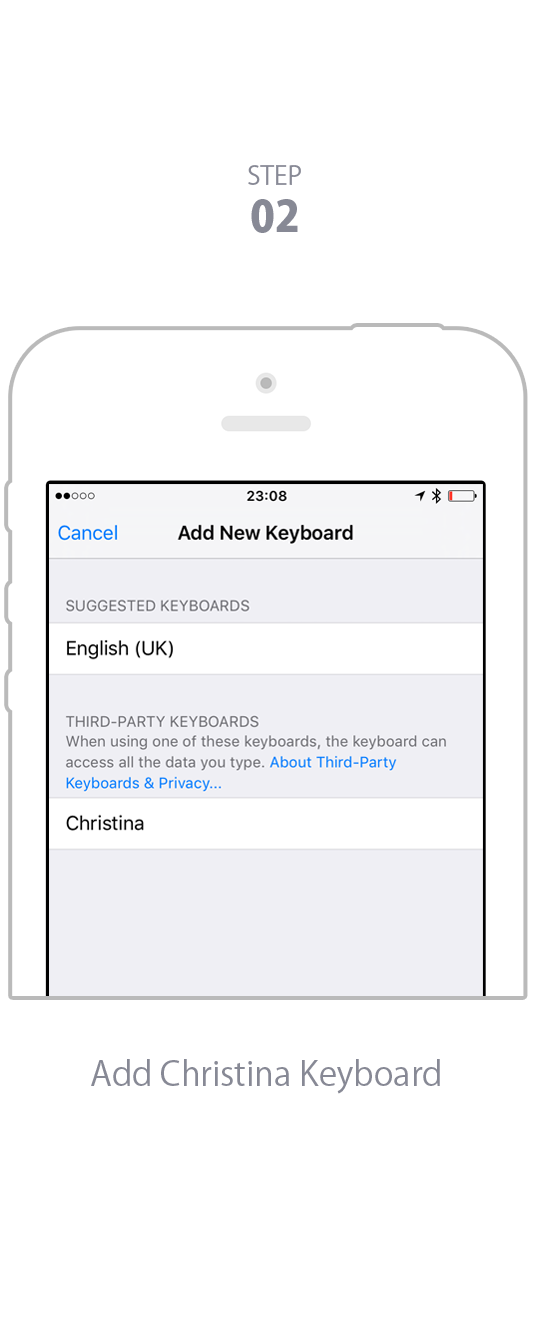 STEP
02
23:08
Cancel
Add New Keyboard
SUGGESTED KEYBOARDS
English (UK)
THIRD-PARTY KEYBOARDS
When using one of these keyboards, the keyboard can
access all the data you type. About Third-Party
Keyboards & Privacy...
Christina
Add Christina Keyboard